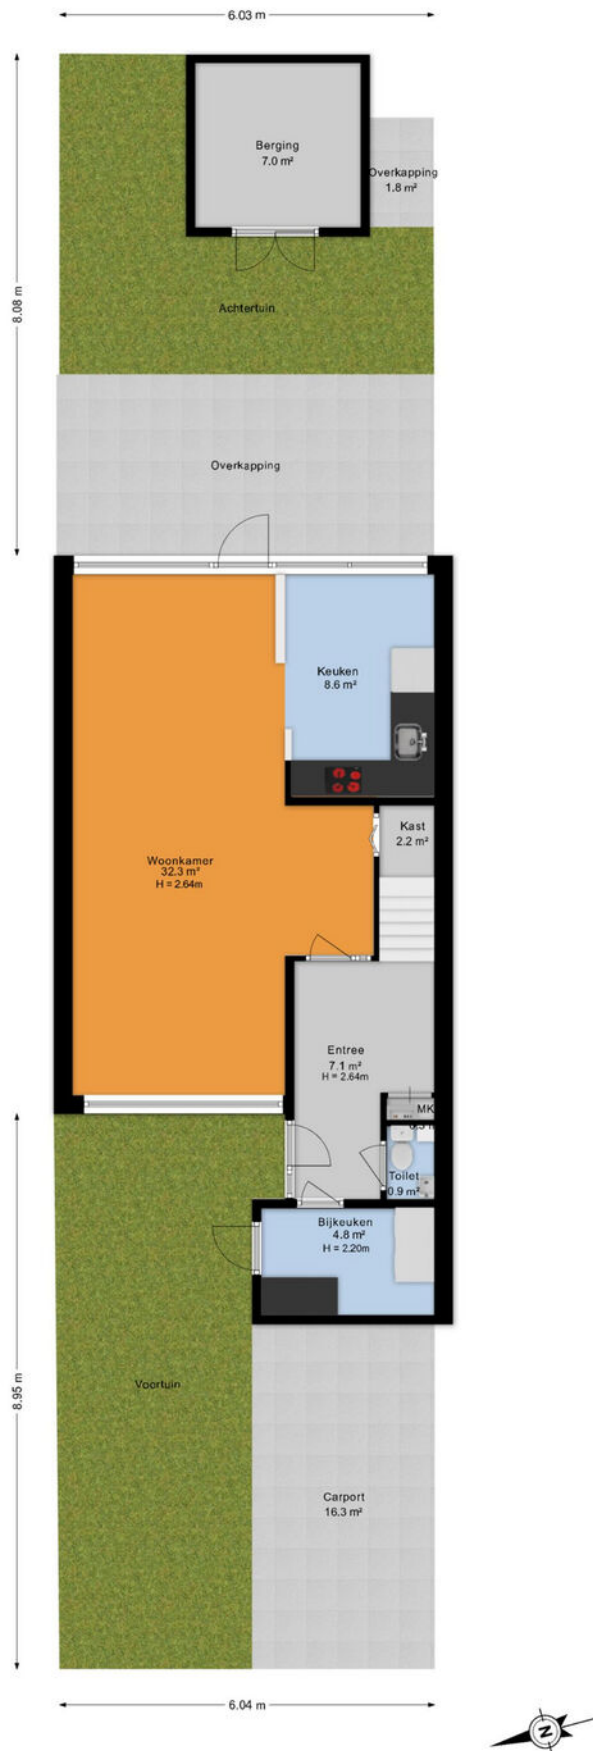 6.03 m
8.08 m
Berging
7.0 m²
Overkapping
1.8 m²
Achtertuin
Overkapping
Keuken
8.6 m²
Kast
2.2 m²
Woonkamer
32.3 m²
H = 2.64m
Entree
7.1 m²
H = 2.64m
MK
Toilet
0.9 m²
Bijkeuken
4.8 m²
H = 2.20m
8.95 m
Voortuin
Carport
16.3 m²
6.04 m
N